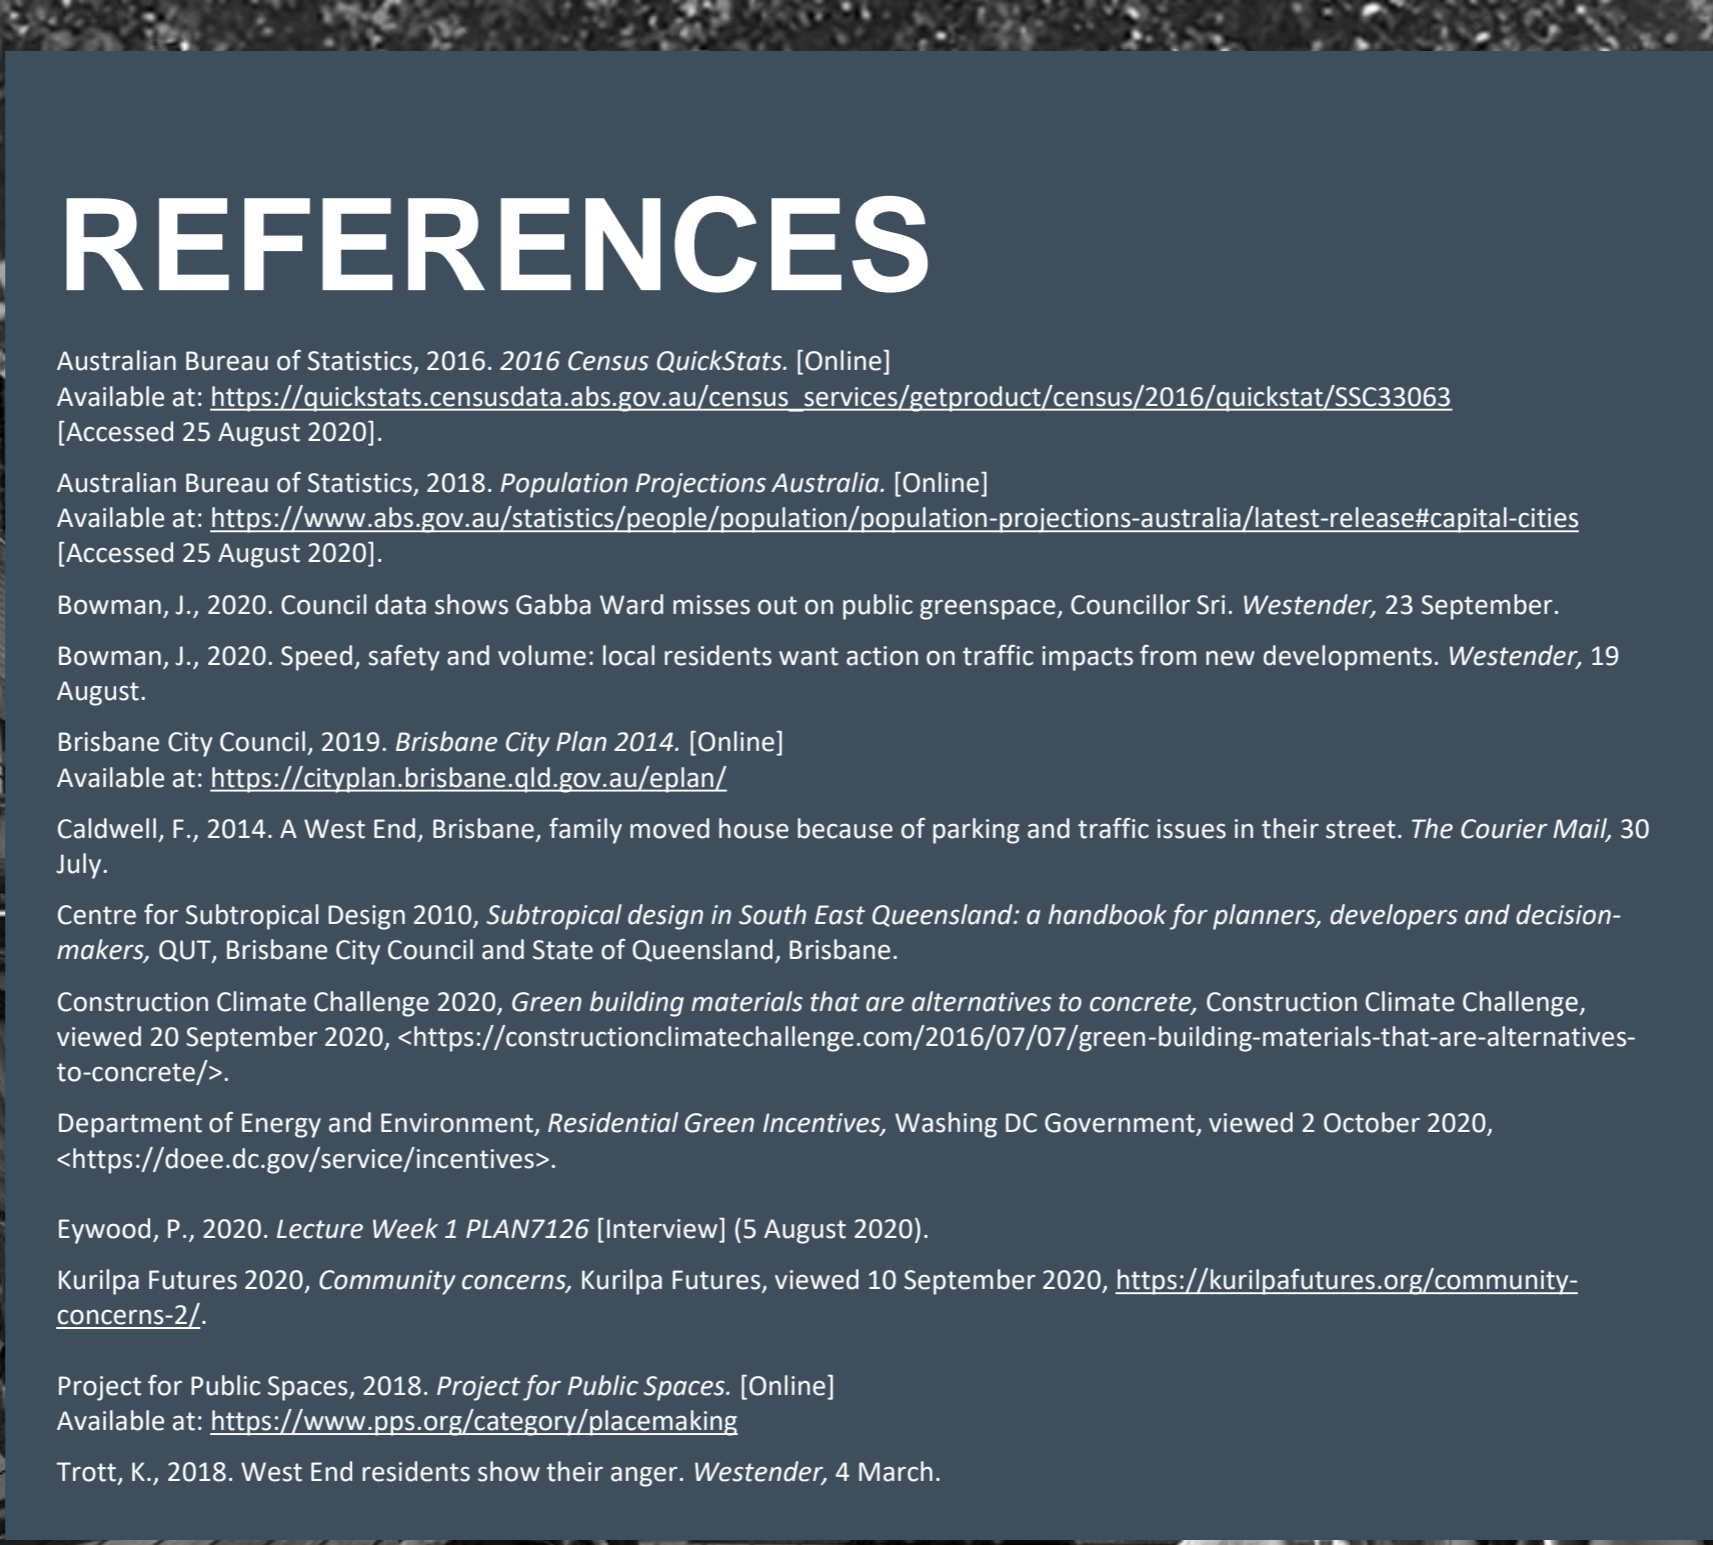 REFERENCES
Australian Bureau of Statistics, 2016. 2016 Census QuickStats. [Online]
Available at: https://quickstats.censusdata.abs.gov.au/census_services/getproduct/census/2016/quickstat/SSC33063
[Accessed 25 August 2020].
Australian Bureau of Statistics, 2018. Population Projections Australia. [Online]
Available at: https://www.abs.gov.au/statistics/people/population/population-projections-australia/latest-release#capital-cities
[Accessed 25 August 2020].
Bowman, J., 2020. Council data shows Gabba Ward misses out on public greenspace, Councillor Sri. Westender, 23 September.
Bowman, J., 2020. Speed, safety and volume: local residents want action on traffic impacts from new developments. Westender, 19
August.
Brisbane City Council, 2019. Brisbane City Plan 2014. [Online]
Available at: https://cityplan.brisbane.qld.gov.au/eplan/
Caldwell, F., 2014. A West End, Brisbane, family moved house because of parking and traffic issues in their street. The Courier Mail, 30
July.
Centre for Subtropical Design 2010, Subtropical design in South East Queensland: a handbook for planners, developers and decision-
makers, QUT, Brisbane City Council and State of Queensland, Brisbane.
Construction Climate Challenge 2020, Green building materials that are alternatives to concrete, Construction Climate Challenge,
viewed 20 September 2020, <https://constructionclimatechallenge.com/2016/07/07/green-building-materials-that-are-alternatives-
to-concrete/>.
Department of Energy and Environment, Residential Green Incentives, Washing DC Government, viewed 2 October 2020,
<https://doee.dc.gov/service/incentives>.
Eywood, P., 2020. Lecture Week 1 PLAN7126 [Interview] (5 August 2020).
Kurilpa Futures 2020, Community concerns, Kurilpa Futures, viewed 10 September 2020, https://kurilpafutures.org/community-
concerns-2/.
Project for Public Spaces, 2018. Project for Public Spaces. [Online]
Available at: https://www.pps.org/category/placemaking
Trott, K., 2018. West End residents show their anger. Westender, 4 March.